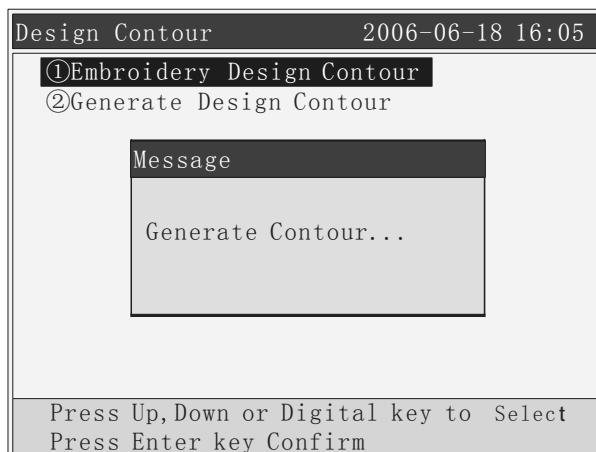 Design Contour 2006-06-18 16:05
①Embroidery Design Contour
②Generate Design Contour
Message
Generate Contour...
Press Up,Down or Digital key to Select
Press Enter key Confirm